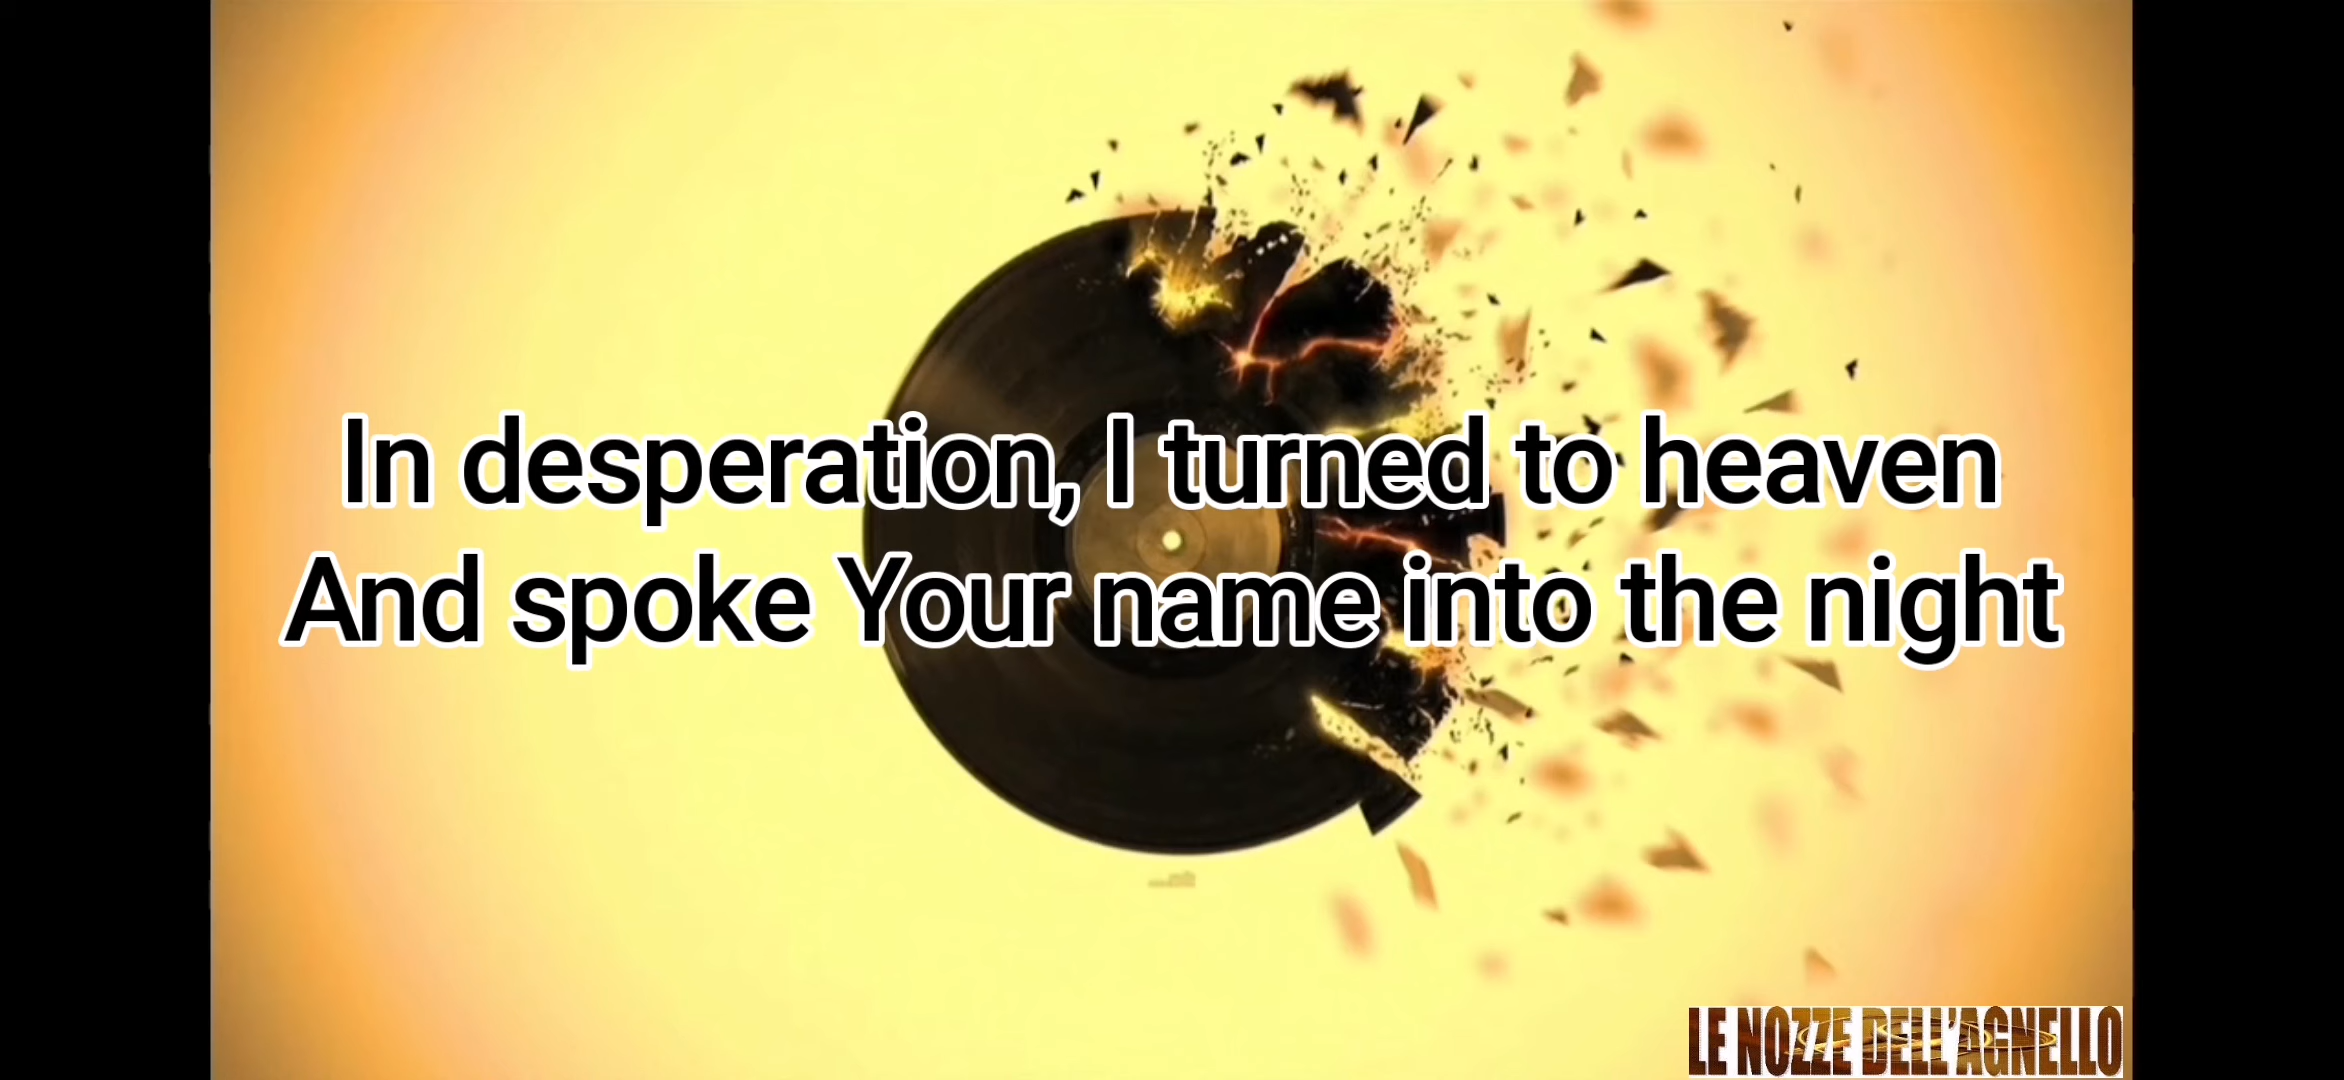 In desperation, I turned to heaven
And spoke Your name into the night
LE NOZZE DELL'AGNELLO